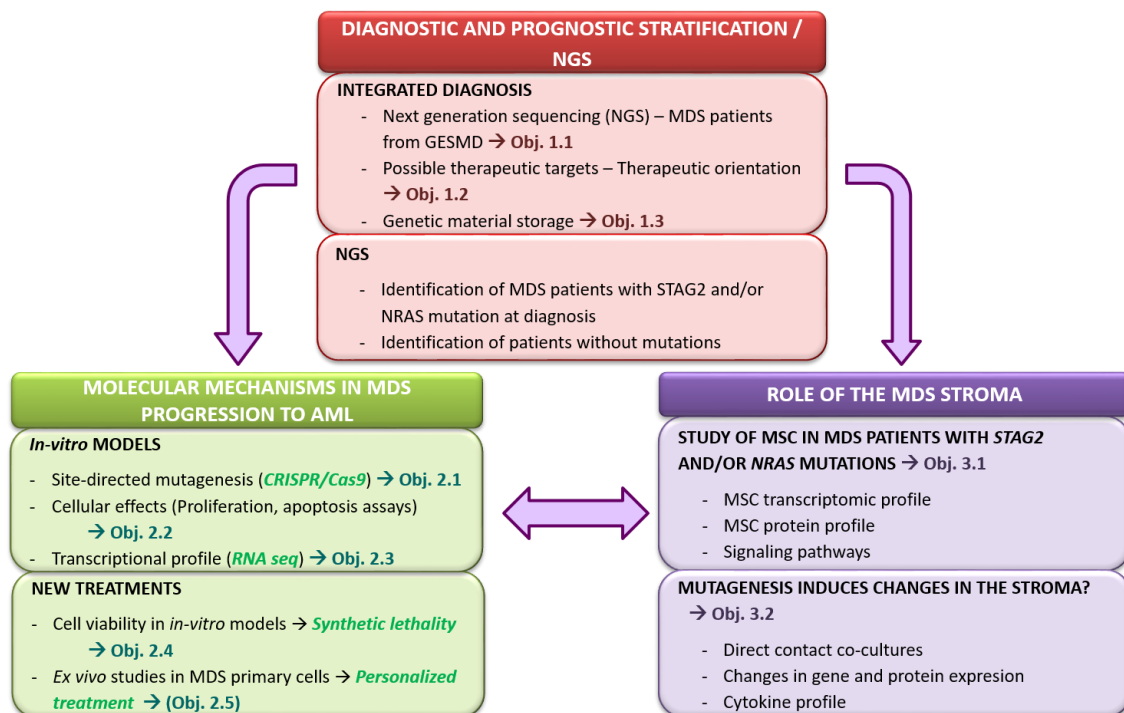 DIAGNOSTIC AND PROGNOSTIC STRATIFICATION /
NGS
INTEGRATED DIAGNOSIS
- Next generation sequencing (NGS) – MDS patients
from GESMD → Obj. 1.1
- Possible therapeutic targets – Therapeutic orientation
→ Obj. 1.2
- Genetic material storage → Obj. 1.3
NGS
- Identification of MDS patients with STAG2 and/or
NRAS mutation at diagnosis
- Identification of patients without mutations
MOLECULAR MECHANISMS IN MDS
PROGRESSION TO AML
In-vitro MODELS
- Site-directed mutagenesis (CRISPR/Cas9) → Obj. 2.1
- Cellular effects (Proliferation, apoptosis assays)
→ Obj. 2.2
- Transcriptional profile (RNA seq) → Obj. 2.3
NEW TREATMENTS
- Cell viability in in-vitro models → Synthetic lethality
→ Obj. 2.4
- Ex vivo studies in MDS primary cells → Personalized
treatment → (Obj. 2.5)
ROLE OF THE MDS STROMA
STUDY OF MSC IN MDS PATIENTS WITH STAG2
AND/OR NRAS MUTATIONS → Obj. 3.1
- MSC transcriptomic profile
- MSC protein profile
- Signaling pathways
MUTAGENESIS INDUCES CHANGES IN THE STROMA?
→ Obj. 3.2
- Direct contact co-cultures
- Changes in gene and protein expresion
- Cytokine profile